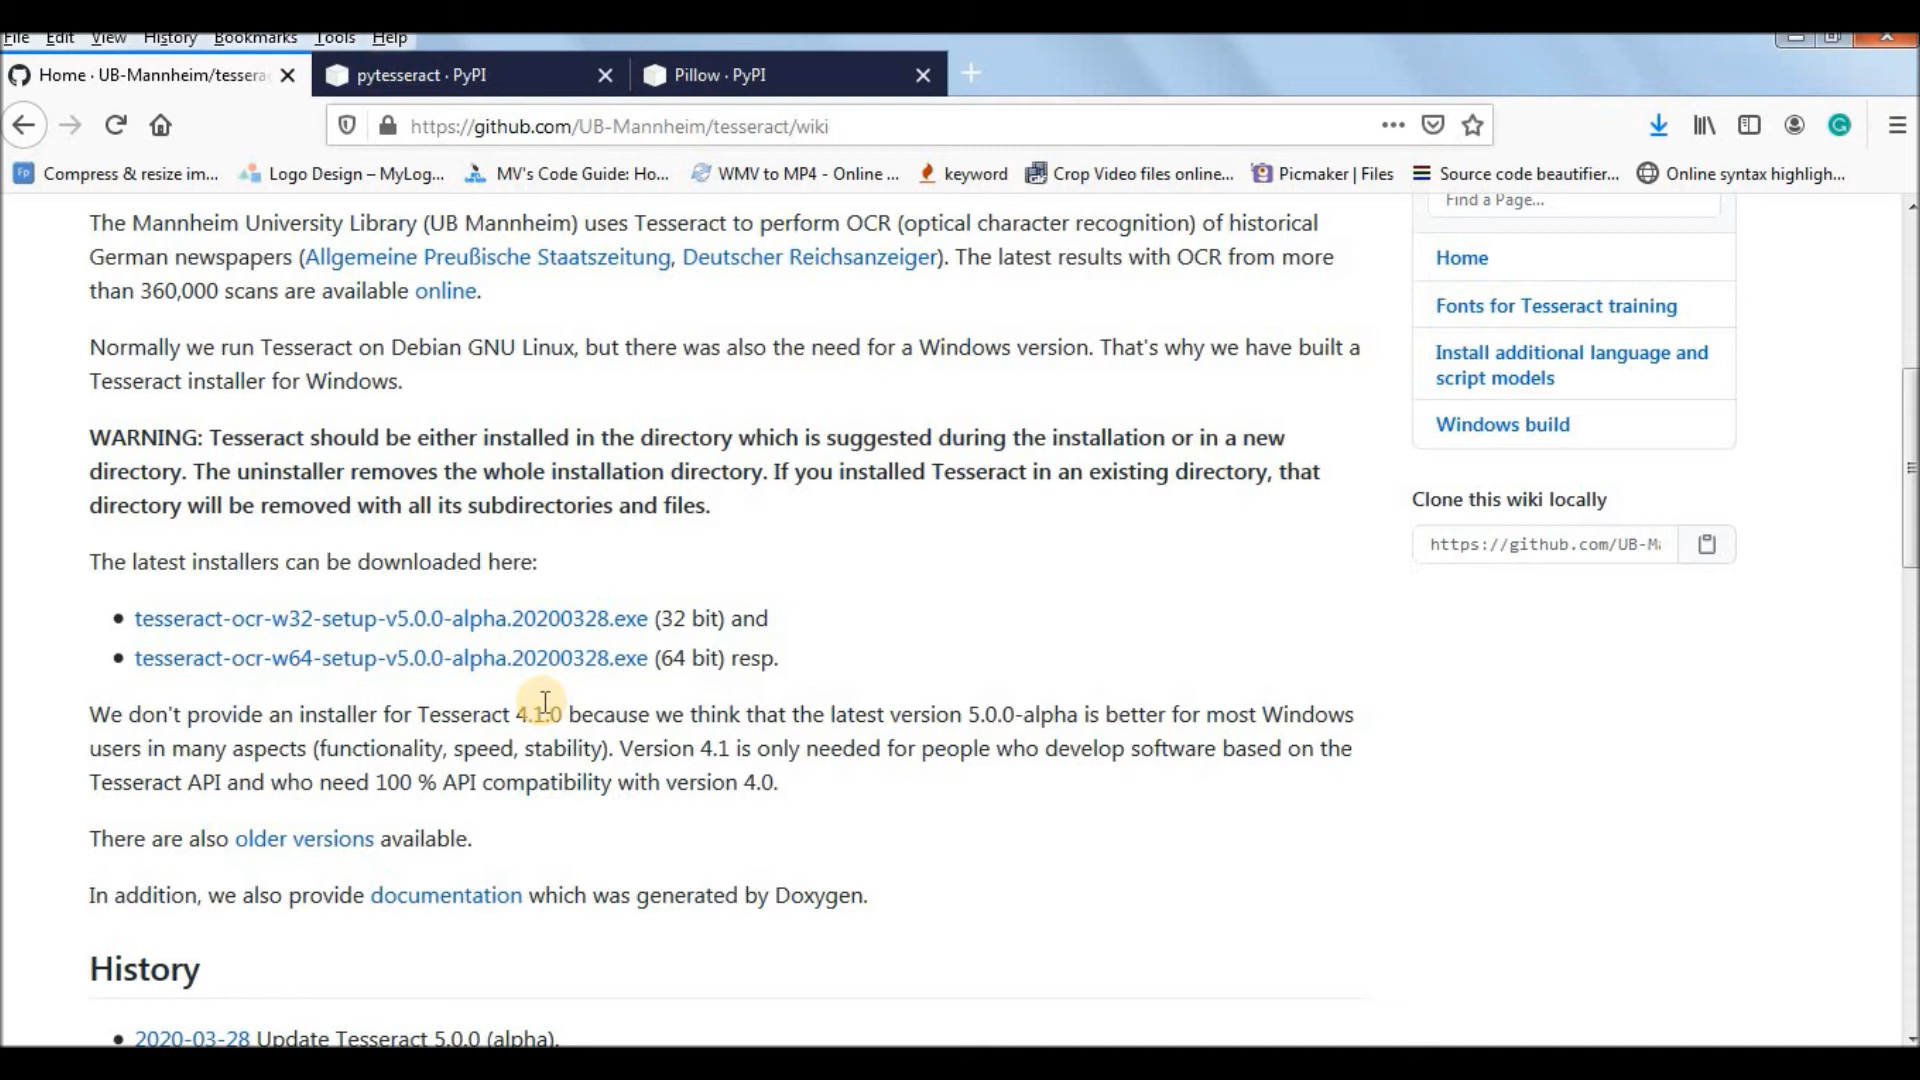 File Edit View History Bookmarks Tools Help
Home · UB-Mannheim/tessera
pytesseract · PyPI
Pillow · PyPI
https://github.com/UB-Mannheim/tesseract/wiki
Compress & resize im...
Logo Design – MyLog...
MV's Code Guide: Ho...
WMV to MP4 - Online ...
keyword
Crop Video files online...
Picmaker | Files
Source code beautifier...
Online syntax highligh...
The Mannheim University Library (UB Mannheim) uses Tesseract to perform OCR (optical character recognition) of historical
German newspapers (Allgemeine Preußische Staatszeitung, Deutscher Reichsanzeiger). The latest results with OCR from more
than 360,000 scans are available online.
Normally we run Tesseract on Debian GNU Linux, but there was also the need for a Windows version. That's why we have built a
Tesseract installer for Windows.
WARNING: Tesseract should be either installed in the directory which is suggested during the installation or in a new
directory. The uninstaller removes the whole installation directory. If you installed Tesseract in an existing directory, that
directory will be removed with all its subdirectories and files.
The latest installers can be downloaded here:
• tesseract-ocr-w32-setup-v5.0.0-alpha.20200328.exe (32 bit) and
• tesseract-ocr-w64-setup-v5.0.0-alpha.20200328.exe (64 bit) resp.
We don't provide an installer for Tesseract 4.1.0 because we think that the latest version 5.0.0-alpha is better for most Windows
users in many aspects (functionality, speed, stability). Version 4.1 is only needed for people who develop software based on the
Tesseract API and who need 100 % API compatibility with version 4.0.
There are also older versions available.
In addition, we also provide documentation which was generated by Doxygen.
History
• 2020-03-28 Update Tesseract 5.0.0 (alpha).
Find a Page...
Home
Fonts for Tesseract training
Install additional language and
script models
Windows build
Clone this wiki locally
https://github.com/UB-Ma